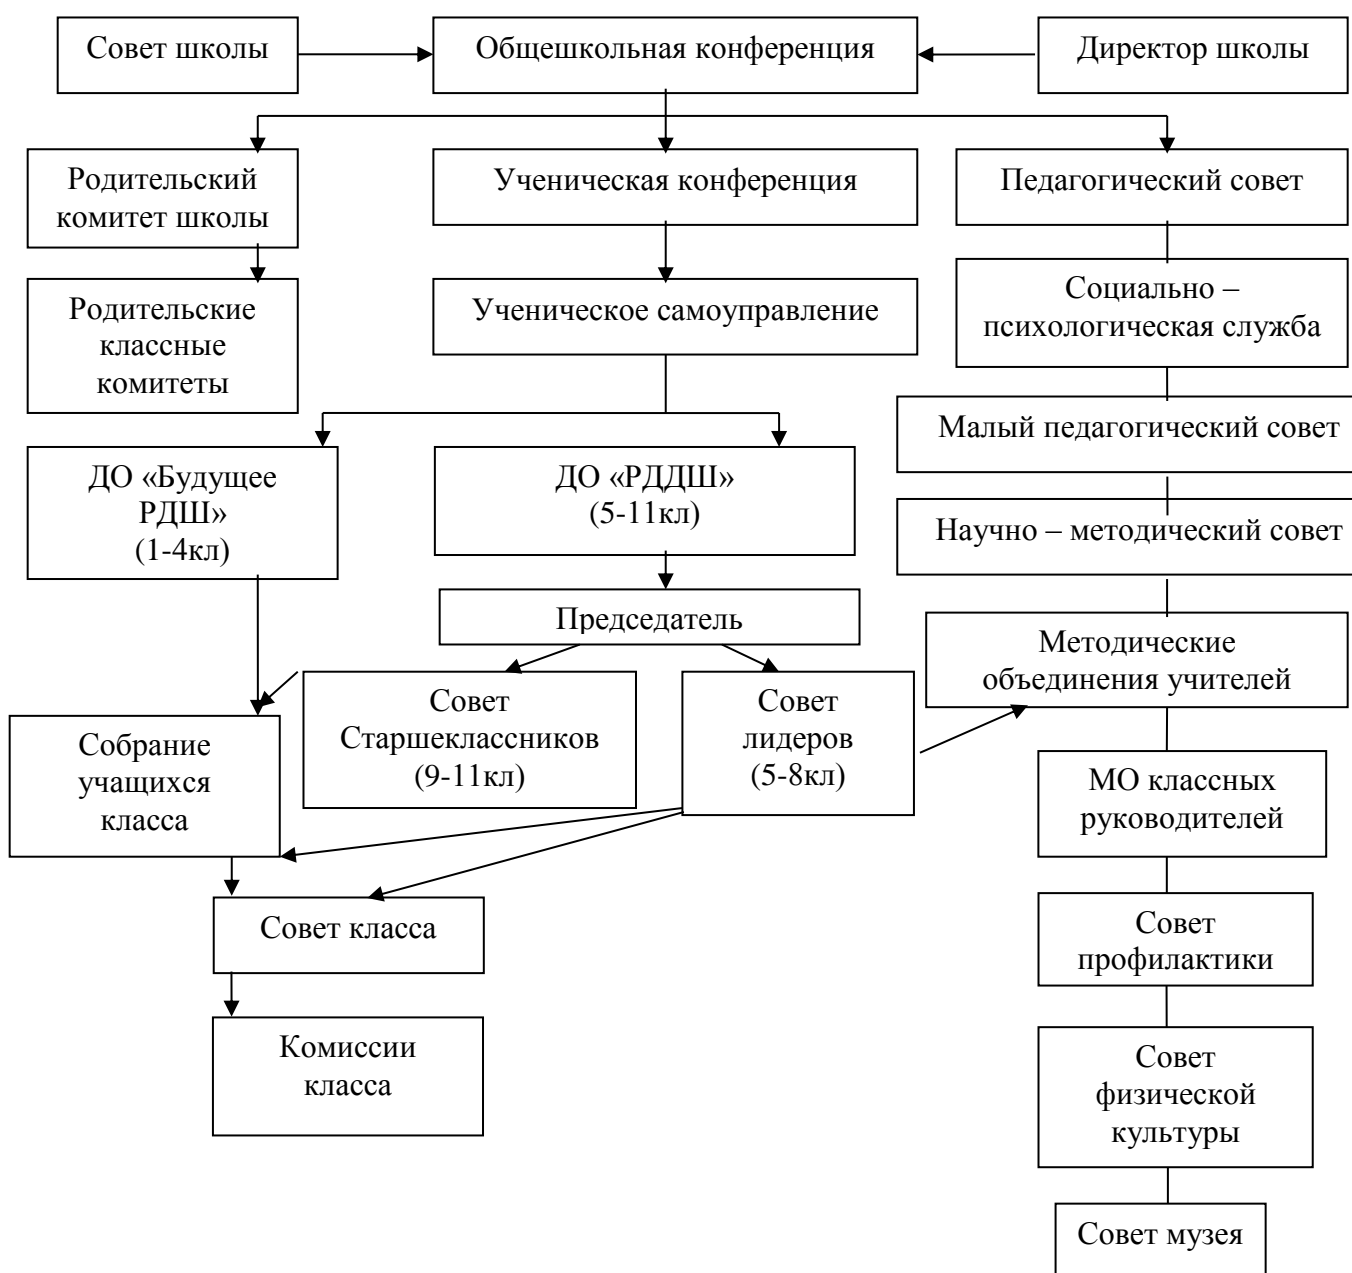 Совет школы
Общешкольная конференция
Директор школы
Родительский
комитет школы
Ученическая конференция
Педагогический совет
Родительские
классные
комитеты
Ученическое самоуправление
Социально –
психологическая служба
Малый педагогический совет
ДО «Будущее
РДШ»
(1-4кл)
ДО «РДДШ»
(5-11кл)
Научно – методический совет
Председатель
Методические
объединения учителей
Совет
Старшеклассников
(9-11кл)
Совет
лидеров
(5-8кл)
Собрание
учащихся
класса
МО классных
руководителей
Совет класса
Совет
профилактики
Комиссии
класса
Совет
физической
культуры
Совет музея